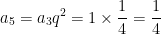 a₅ = a₃q² = 1 × 1/4 = 1/4